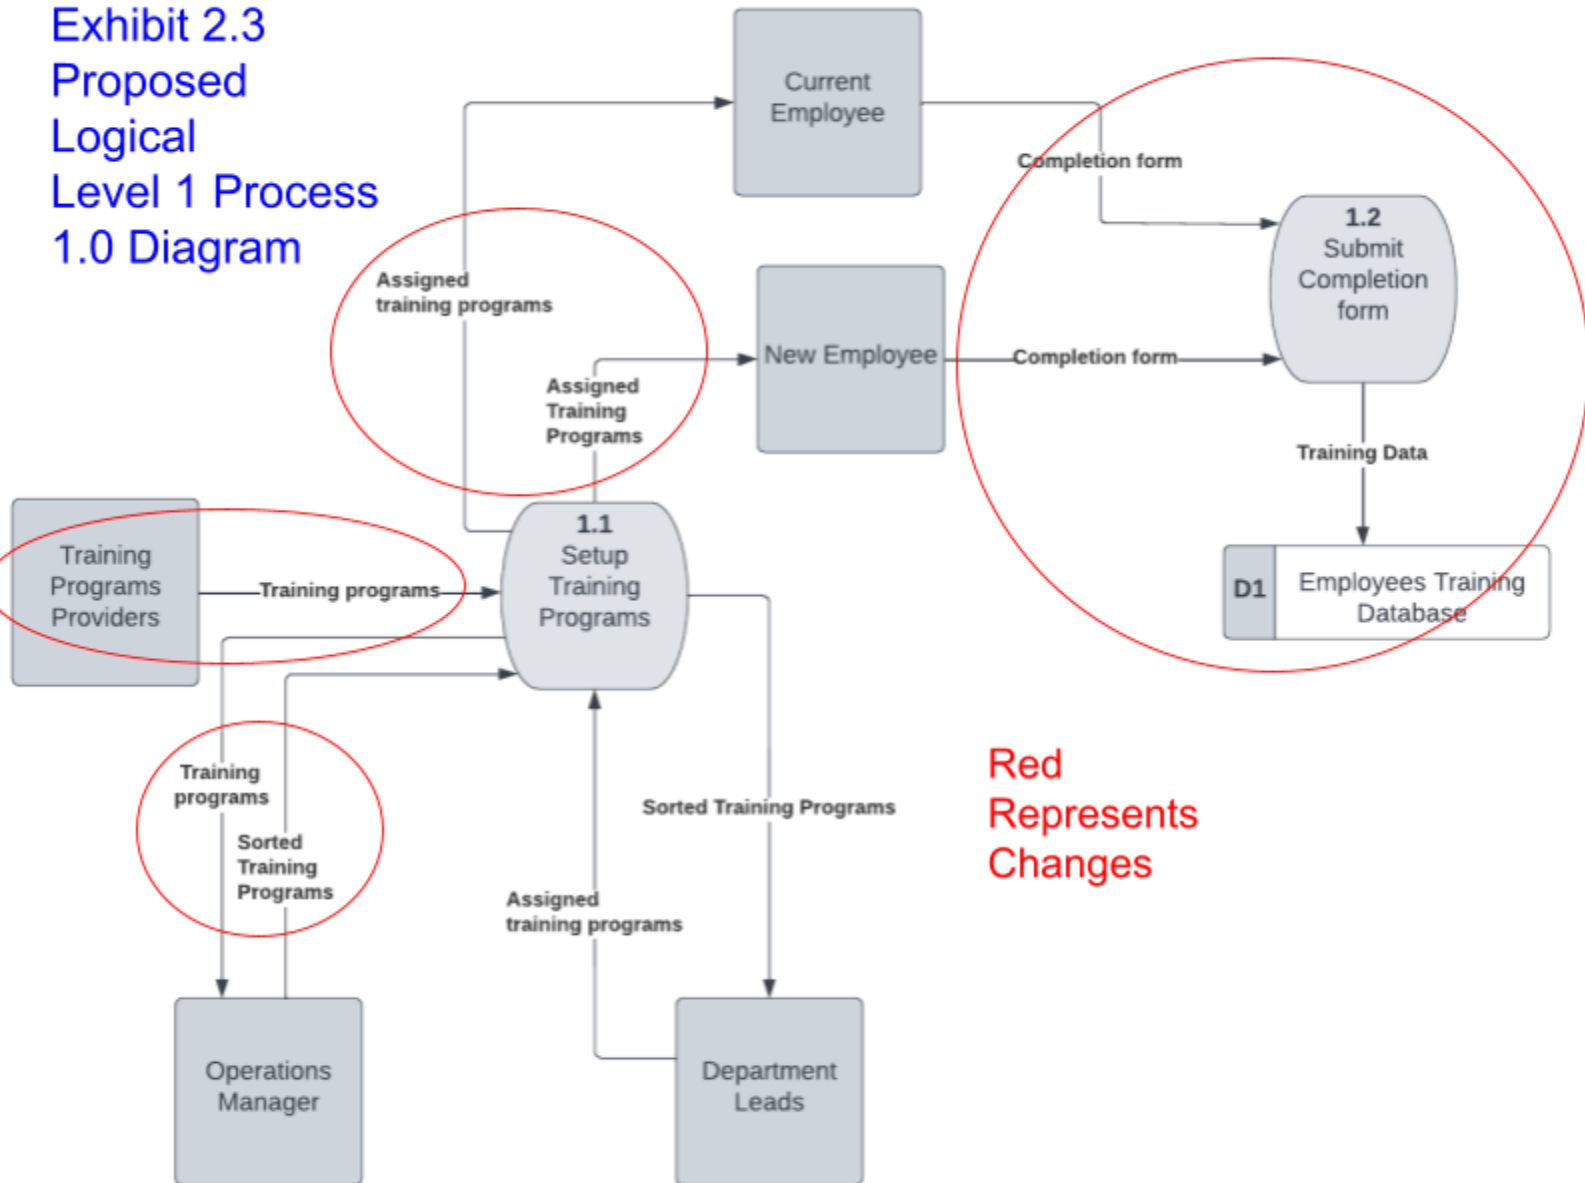 Exhibit 2.3
Proposed
Logical
Level 1 Process
1.0 Diagram
Current
Employee
Completion form
1.2
Submit
Completion
form
Assigned
training programs
New Employee
Completion form
Assigned
Training
Programs
Training Data
1.1
Setup
Training
Programs
Training
Programs
Providers
Training programs
D1
Employees Training
Database
Training
programs
Sorted
Training
Programs
Sorted Training Programs
Red
Represents
Changes
Assigned
training programs
Operations
Manager
Department
Leads